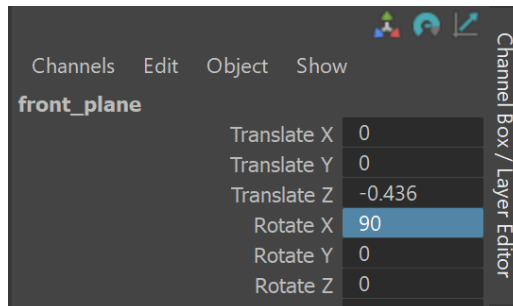 Channels Edit Object Show
front_plane
Translate X 0
Translate Y 0
Translate Z -0.436
Rotate X 90
Rotate Y 0
Rotate Z 0
Channel Box / Layer Editor